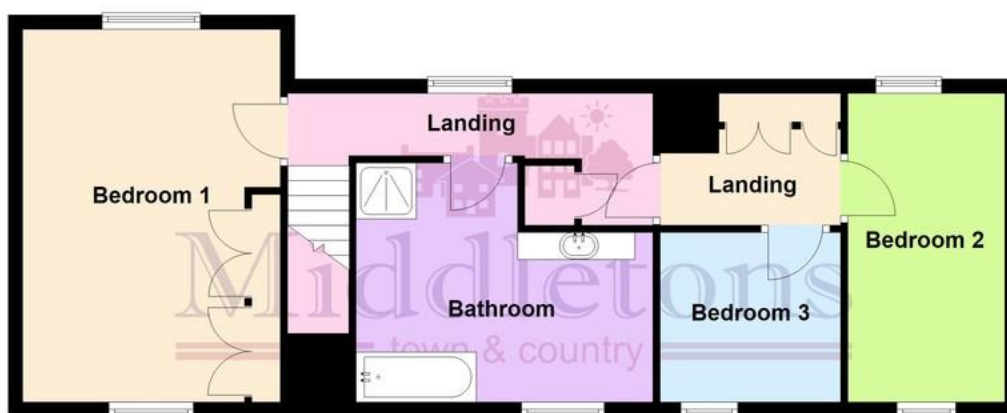 Landing
Bedroom 1
Landing
Bedroom 2
Bathroom
Bedroom 3
Middletons
town & country